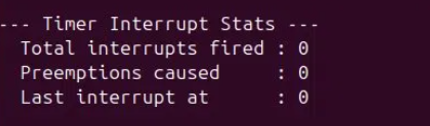 --- Timer Interrupt Stats ---
Total interrupts fired : 0
Preemptions caused     : 0
Last interrupt at      : 0